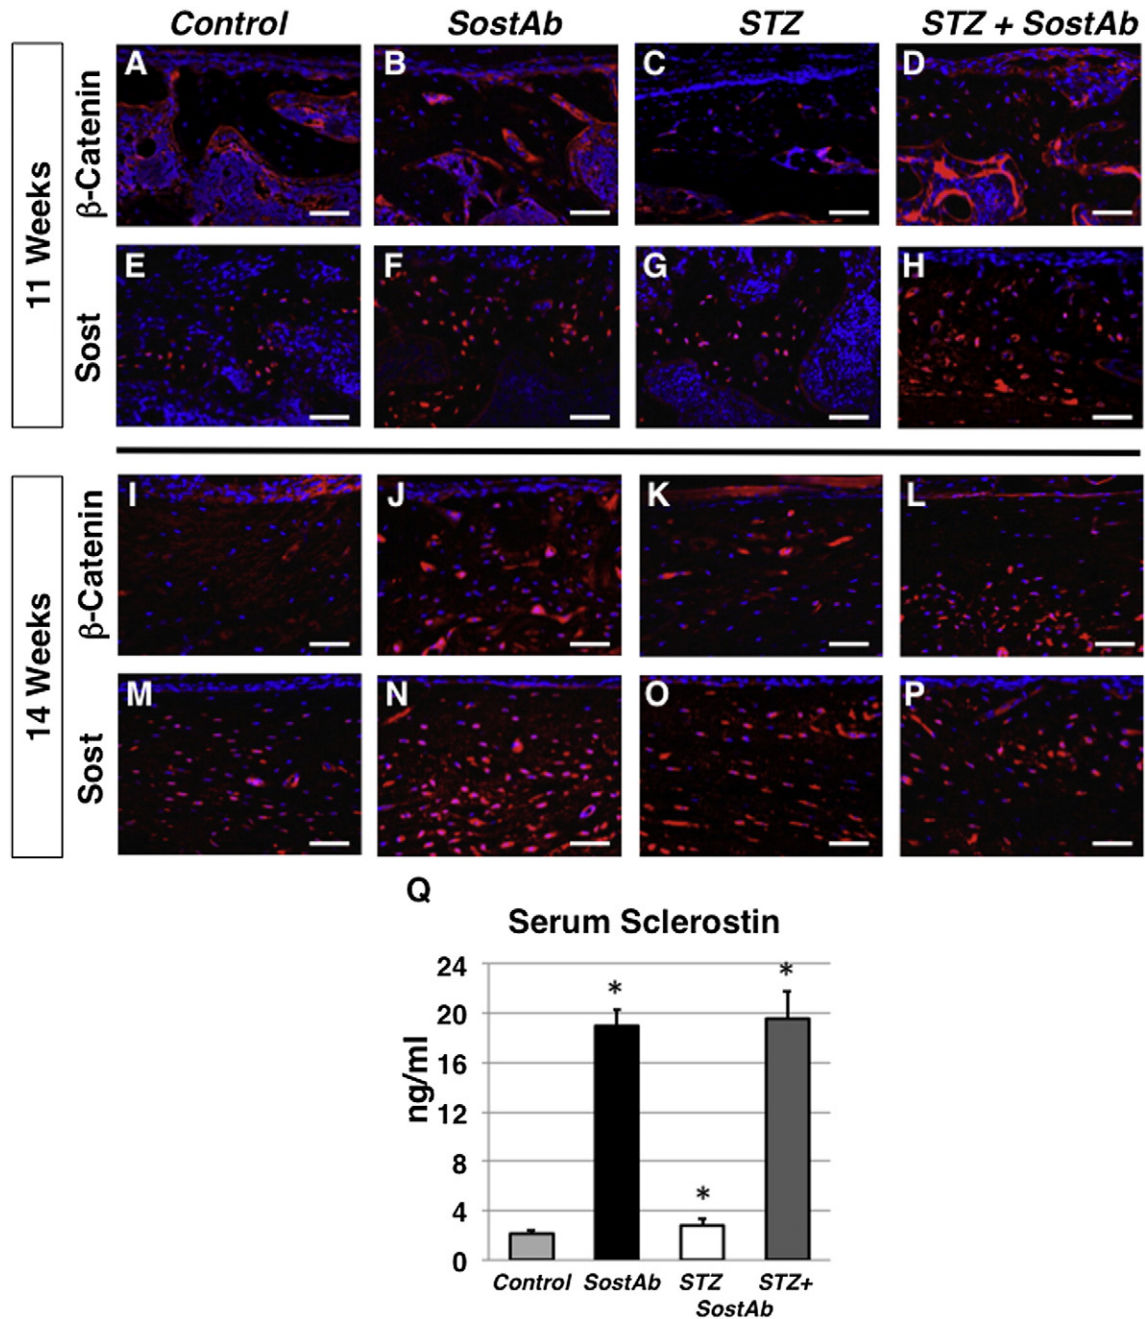 Control SostAb STZ STZ + SostAb
11 Weeks
β-Catenin
A B C D
Sost
E F G H
14 Weeks
β-Catenin
I J K L
Sost
M N O P
Q
Serum Sclerostin
ng/ml
24
20
16
12
8
4
0
* * *
Control SostAb STZ STZ+
SostAb